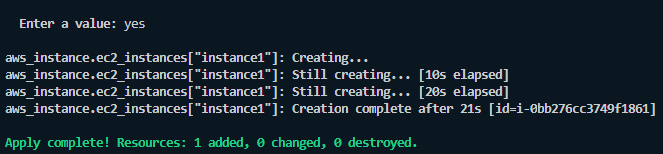 Enter a value: yes
aws_instance.ec2_instances["instance1"]: Creating...
aws_instance.ec2_instances["instance1"]: Still creating... [10s elapsed]
aws_instance.ec2_instances["instance1"]: Still creating... [20s elapsed]
aws_instance.ec2_instances["instance1"]: Creation complete after 21s [id=i-0bb276cc3749f1861]
Apply complete! Resources: 1 added, 0 changed, 0 destroyed.